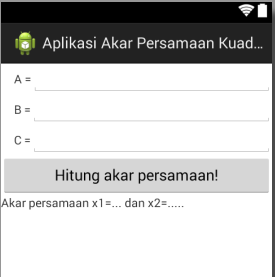 Aplikasi Akar Persamaan Kuad...
A =
B =
C =
Hitung akar persamaan!
Akar persamaan x1=... dan x2=.....